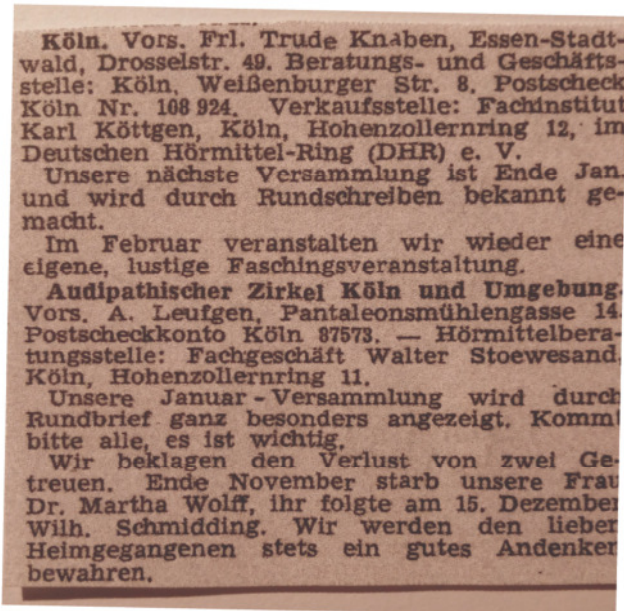 Köln. Vors. Frl. Trude Knaben, Essen-Stadt-
wald, Drosselstr. 49. Beratungs- und Geschäfts-
stelle: Köln, Weißenburger Str. 8. Postscheck
Köln Nr. 108 924. Verkaufsstelle: Fachinstitut
Karl Köttgen, Köln, Hohenzollernring 12, im
Deutschen Hörmittel-Ring (DHR) e. V.
Unsere nächste Versammlung ist Ende Jan.
und wird durch Rundschreiben bekannt ge-
macht.
Im Februar veranstalten wir wieder eine
eigene, lustige Faschingsveranstaltung.
Audipathischer Zirkel Köln und Umgebung.
Vors. A. Leufgen, Pantaleonsmühlengasse 14.
Postscheckkonto Köln 87573. — Hörmittelbera-
tungsstelle: Fachgeschäft Walter Stoewesand,
Köln, Hohenzollernring 11.
Unsere Januar-Versammlung wird durch
Rundbrief ganz besonders angezeigt. Kommt
bitte alle, es ist wichtig.
Wir beklagen den Verlust von zwei Ge-
treuen. Ende November starb unsere Frau
Dr. Martha Wolff, ihr folgte am 15. Dezember
Wilh. Schmidding. Wir werden den lieben
Heimgegangenen stets ein gutes Andenken
bewahren.